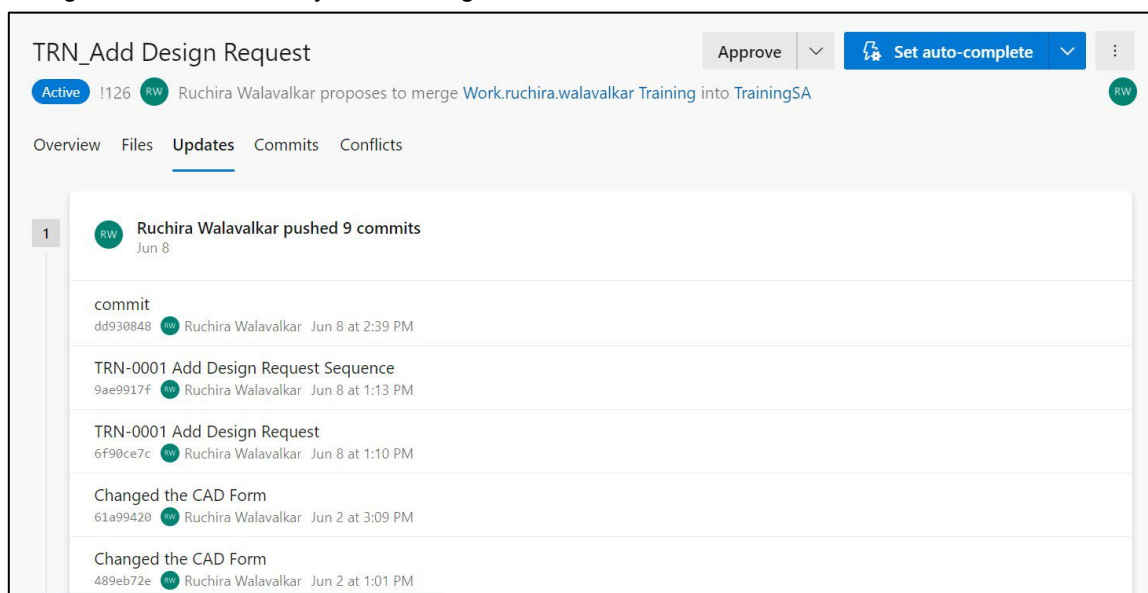 TRN_Add Design Request
Approve
Set auto-complete
Active !126 RW Ruchira Walavalkar proposes to merge Work.ruchira.walavalkar Training into TrainingSA
RW
Overview Files Updates Commits Conflicts
1
RW Ruchira Walavalkar pushed 9 commits
Jun 8
commit
dd930848 RW Ruchira Walavalkar Jun 8 at 2:39 PM
TRN-0001 Add Design Request Sequence
9ae9917f RW Ruchira Walavalkar Jun 8 at 1:13 PM
TRN-0001 Add Design Request
6f90ce7c RW Ruchira Walavalkar Jun 8 at 1:10 PM
Changed the CAD Form
61a99420 RW Ruchira Walavalkar Jun 2 at 3:09 PM
Changed the CAD Form
489eb72e RW Ruchira Walavalkar Jun 2 at 1:01 PM